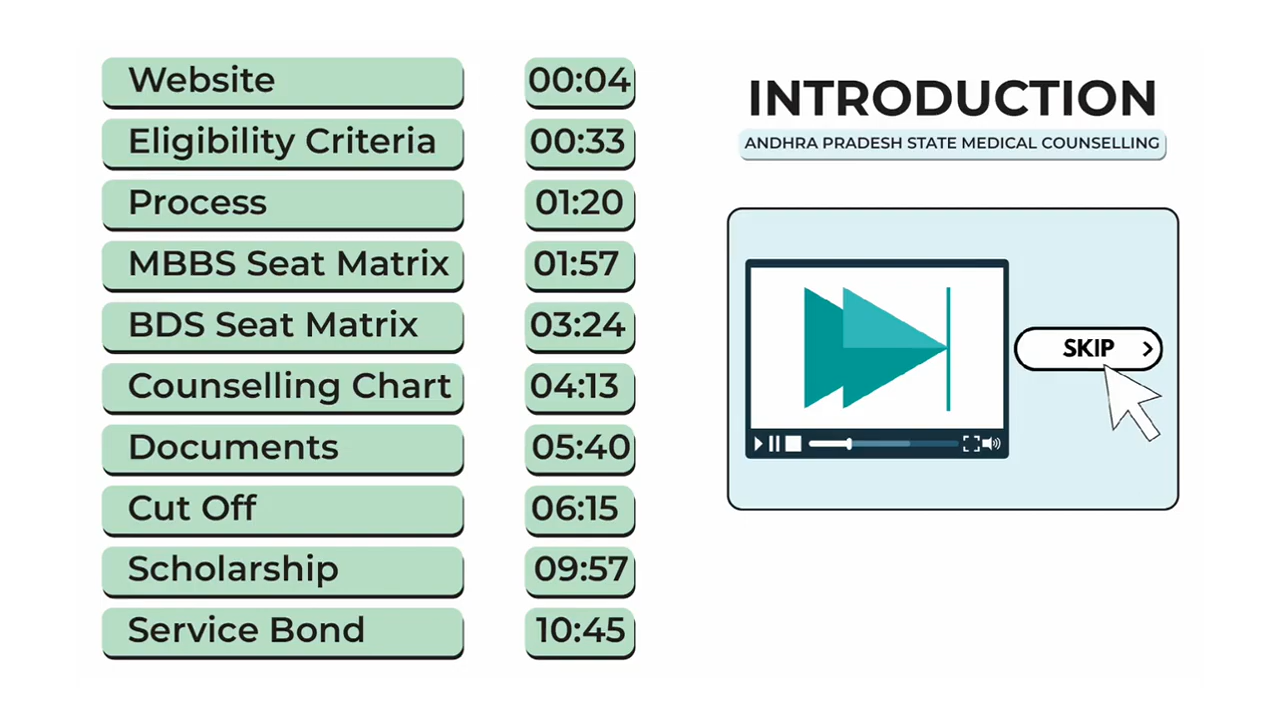 Website 00:04
Eligibility Criteria 00:33
Process 01:20
MBBS Seat Matrix 01:57
BDS Seat Matrix 03:24
Counselling Chart 04:13
Documents 05:40
Cut Off 06:15
Scholarship 09:57
Service Bond 10:45
INTRODUCTION
ANDHRA PRADESH STATE MEDICAL COUNSELLING
SKIP